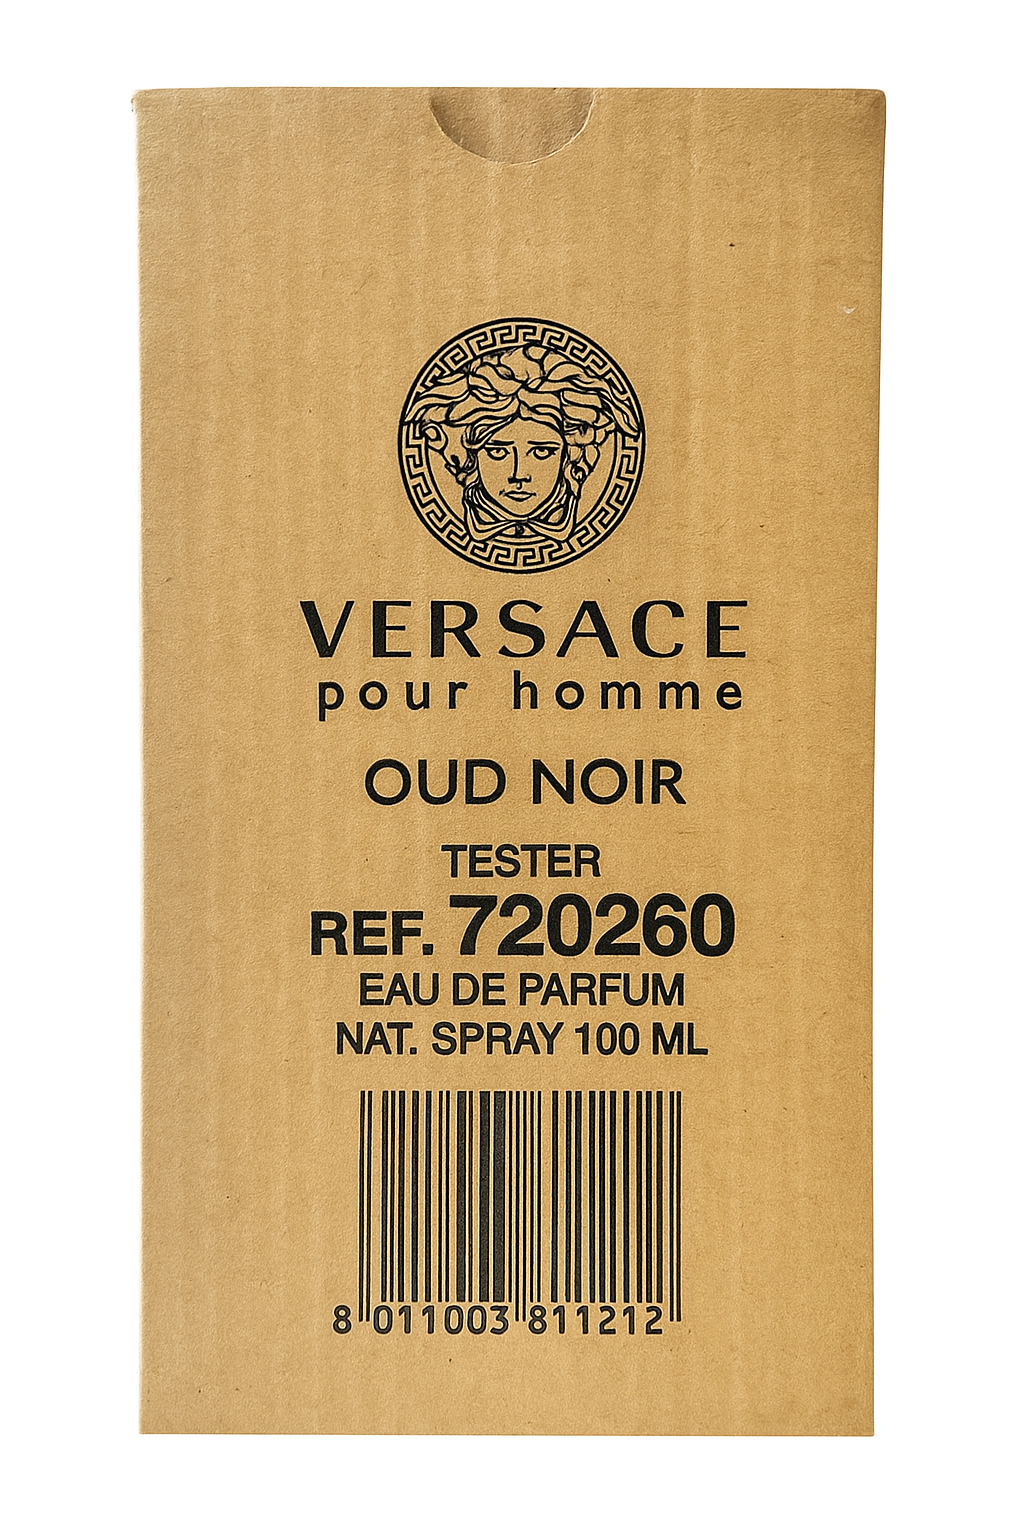 VERSACE
pour homme
OUD NOIR
TESTER
REF. 720260
EAU DE PARFUM
NAT. SPRAY 100 ML
8 011003 811212